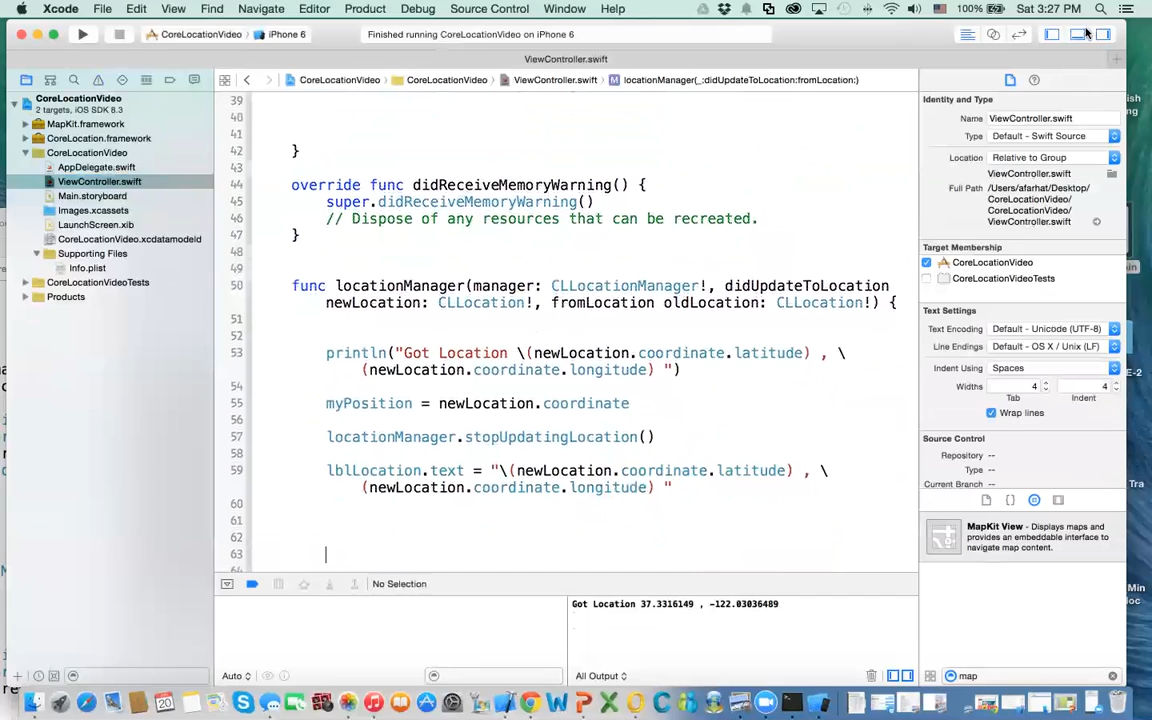 Xcode File Edit View Find Navigate Editor Product Debug Source Control Window Help 100% Sat 3:27 PM
CoreLocationVideo iPhone 6 Finished running CoreLocationVideo on iPhone 6
ViewController.swift
CoreLocationVideo CoreLocationVideo ViewController.swift locationManager(_:didUpdateToLocation:fromLocation:)
CoreLocationVideo
2 targets, iOS SDK 8.3
MapKit.framework
CoreLocation.framework
CoreLocationVideo
AppDelegate.swift
ViewController.swift
Main.storyboard
Images.xcassets
LaunchScreen.xib
CoreLocationVideo.xcdatamodeld
Supporting Files
Info.plist
CoreLocationVideoTests
Products
39
40
41
42 }
43
44 override func didReceiveMemoryWarning() {
45 super.didReceiveMemoryWarning()
46 // Dispose of any resources that can be recreated.
47 }
48
49
50 func locationManager(manager: CLLocationManager!, didUpdateToLocation
newLocation: CLLocation!, fromLocation oldLocation: CLLocation!) {
51
52
53 println("Got Location \(newLocation.coordinate.latitude) , \
(newLocation.coordinate.longitude) ")
54
55 myPosition = newLocation.coordinate
56
57 locationManager.stopUpdatingLocation()
58
59 lblLocation.text = "\(newLocation.coordinate.latitude) , \
(newLocation.coordinate.longitude) "
60
61
62
63
64
No Selection
Got Location 37.3316149 , -122.03036489
Auto
All Output
Identity and Type
Name ViewController.swift
Type Default - Swift Source
Location Relative to Group
ViewController.swift
Full Path /Users/afarhat/Desktop/
CoreLocationVideo/
CoreLocationVideo/
ViewController.swift
Target Membership
CoreLocationVideo
CoreLocationVideoTests
Text Settings
Text Encoding Default - Unicode (UTF-8)
Line Endings Default - OS X / Unix (LF)
Indent Using Spaces
Widths 4 4
Tab Indent
Wrap lines
Source Control
Repository --
Type --
Current Branch --
MapKit View - Displays maps and
provides an embeddable interface to
navigate map content.
map